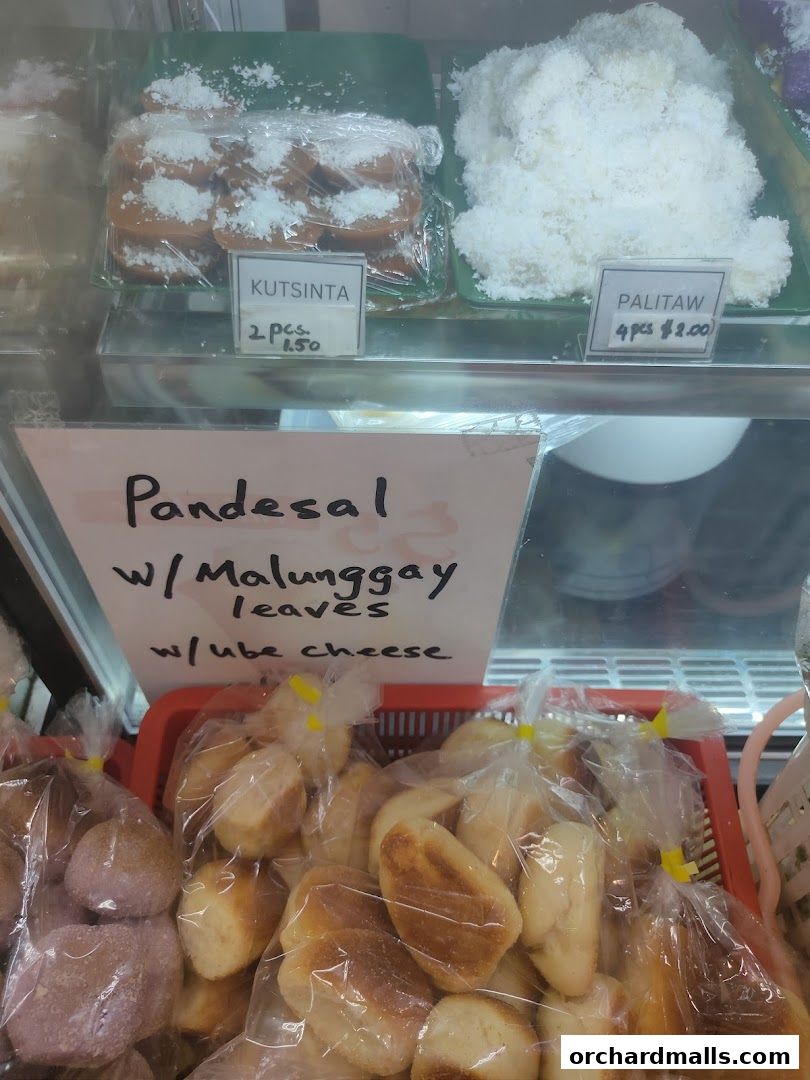 KUTSINTA
2 pcs.
1.50
PALITAW
4 pcs $2.00
Pandesal
w/ Malunggay
leaves
w/ ube cheese
orchardmalls.com